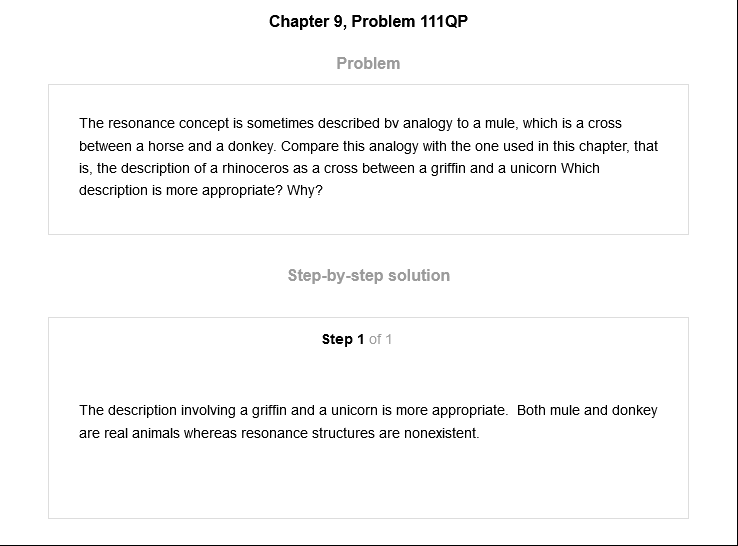 Chapter 9, Problem 111QP
Problem
The resonance concept is sometimes described bv analogy to a mule, which is a cross
between a horse and a donkey. Compare this analogy with the one used in this chapter, that
is, the description of a rhinoceros as a cross between a griffin and a unicorn Which
description is more appropriate? Why?
Step-by-step solution
Step 1 of 1
The description involving a griffin and a unicorn is more appropriate.  Both mule and donkey
are real animals whereas resonance structures are nonexistent.